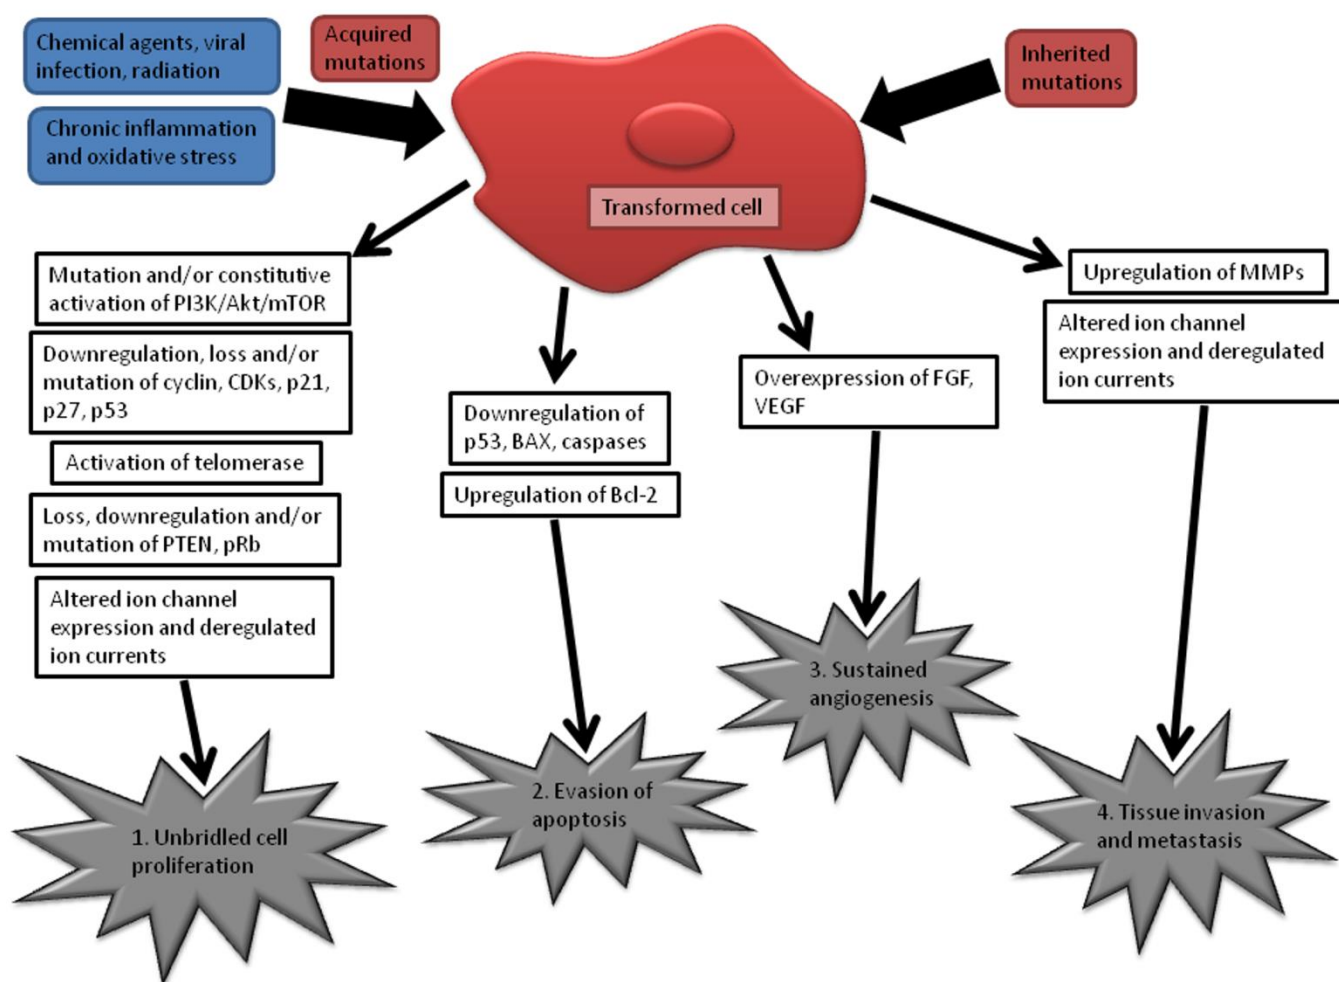 Chemical agents, viral
infection, radiation
Chronic inflammation
and oxidative stress
Acquired
mutations
Inherited
mutations
Transformed cell
Mutation and/or constitutive
activation of PI3K/Akt/mTOR
Downregulation, loss and/or
mutation of cyclin, CDKs, p21,
p27, p53
Activation of telomerase
Loss, downregulation and/or
mutation of PTEN, pRb
Altered ion channel
expression and deregulated
ion currents
1. Unbridled cell
proliferation
Downregulation of
p53, BAX, caspases
Upregulation of Bcl-2
2. Evasion of
apoptosis
Overexpression of FGF,
VEGF
3. Sustained
angiogenesis
Upregulation of MMPs
Altered ion channel
expression and deregulated
ion currents
4. Tissue invasion
and metastasis